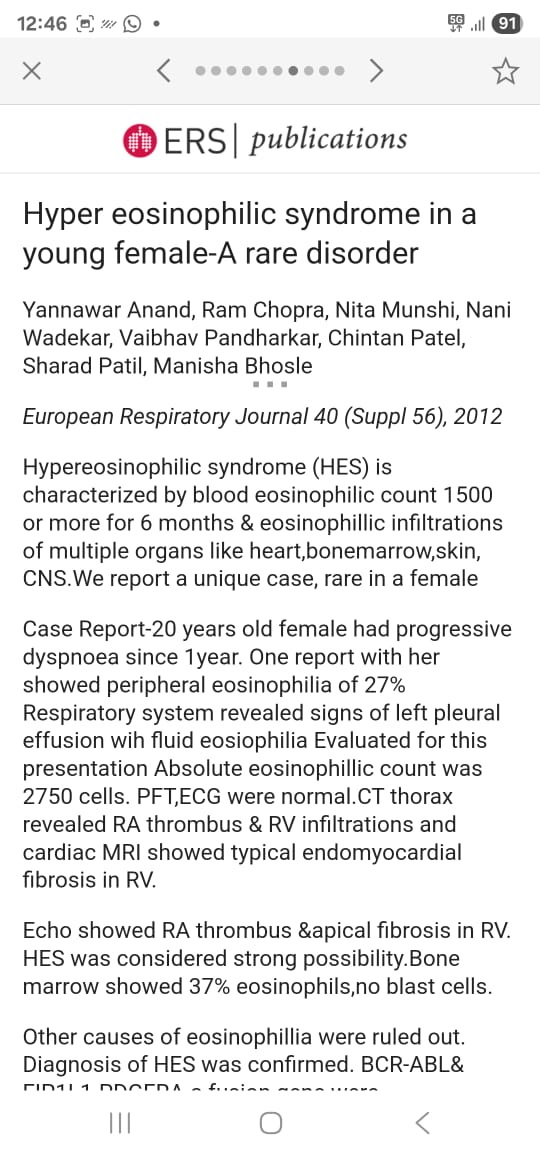 12:46
5G
91
ERS | publications
Hyper eosinophilic syndrome in a
young female-A rare disorder
Yannawar Anand, Ram Chopra, Nita Munshi, Nani
Wadekar, Vaibhav Pandharkar, Chintan Patel,
Sharad Patil, Manisha Bhosle
European Respiratory Journal 40 (Suppl 56), 2012
Hypereosinophilic syndrome (HES) is
characterized by blood eosinophilic count 1500
or more for 6 months & eosinophillic infiltrations
of multiple organs like heart,bonemarrow,skin,
CNS.We report a unique case, rare in a female
Case Report-20 years old female had progressive
dyspnoea since 1year. One report with her
showed peripheral eosinophilia of 27%
Respiratory system revealed signs of left pleural
effusion wih fluid eosiophilia Evaluated for this
presentation Absolute eosinophillic count was
2750 cells. PFT,ECG were normal.CT thorax
revealed RA thrombus & RV infiltrations and
cardiac MRI showed typical endomyocardial
fibrosis in RV.
Echo showed RA thrombus &apical fibrosis in RV.
HES was considered strong possibility.Bone
marrow showed 37% eosinophils,no blast cells.
Other causes of eosinophillia were ruled out.
Diagnosis of HES was confirmed. BCR-ABL&